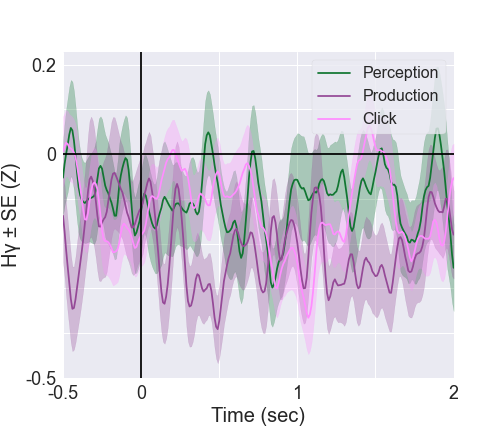 Perception
Production
Click
0.2
0
-0.5
Hγ ± SE (Z)
-0.5
0
1
2
Time (sec)